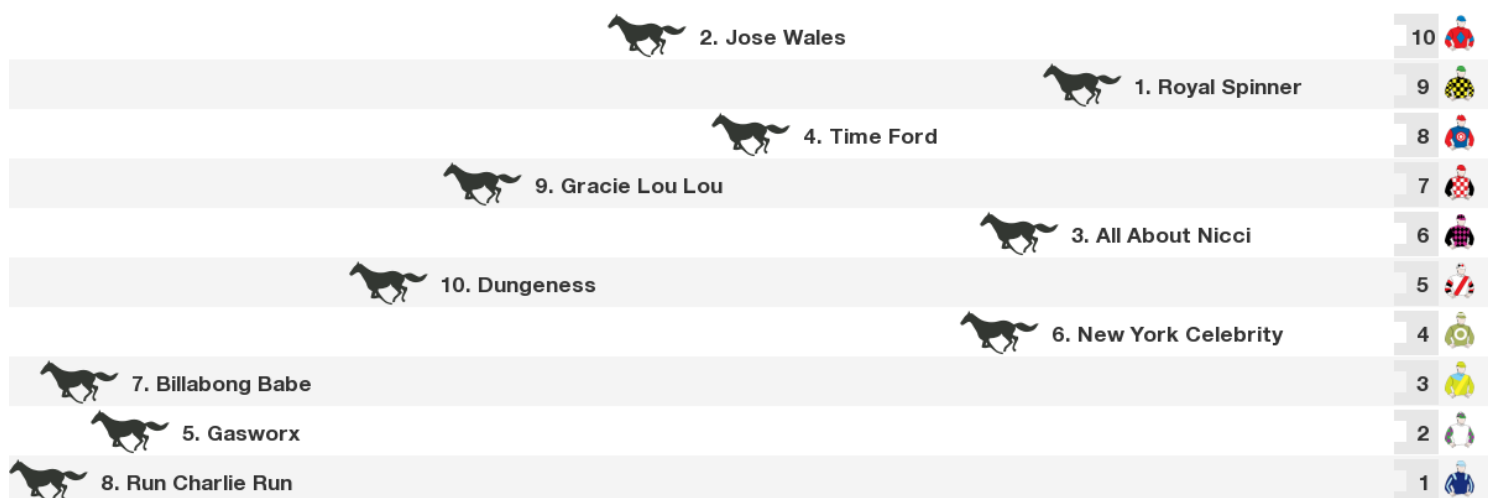 2. Jose Wales 10
1. Royal Spinner 9
4. Time Ford 8
9. Gracie Lou Lou 7
3. All About Nicci 6
10. Dungeness 5
6. New York Celebrity 4
7. Billabong Babe 3
5. Gasworx 2
8. Run Charlie Run 1